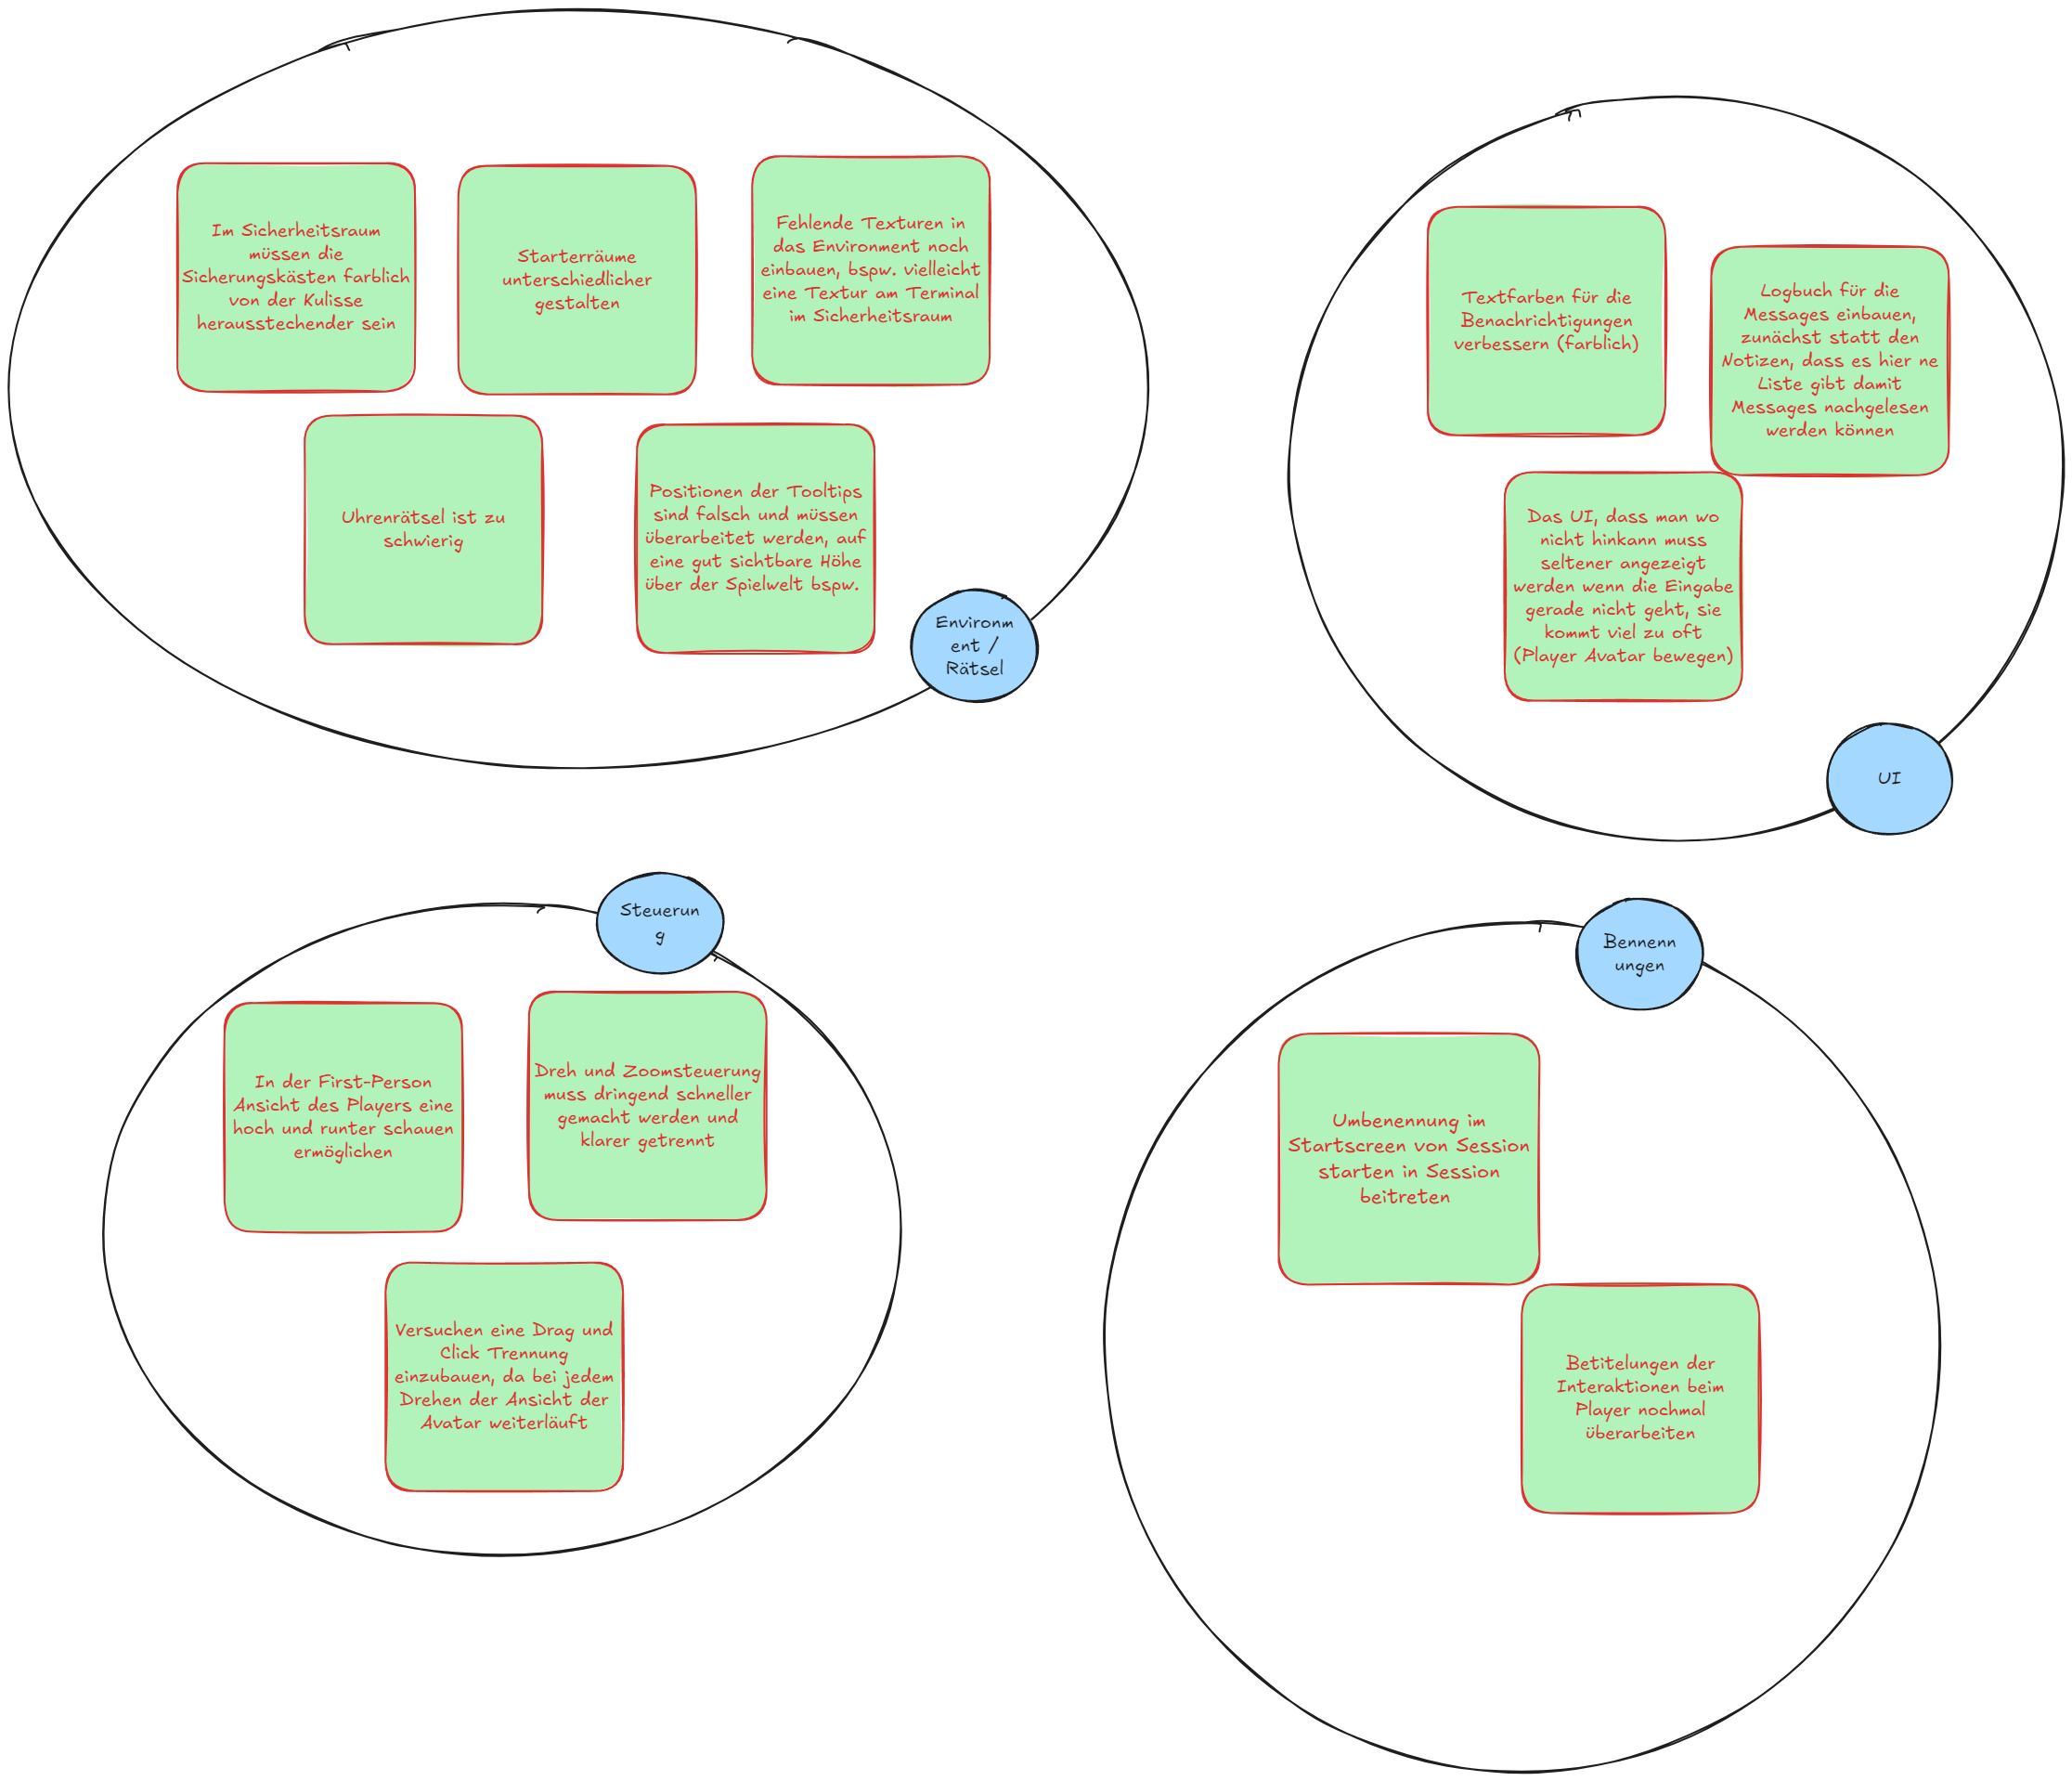 Im Sicherheitsraum
müssen die
Sicherungskästen farblich
von der Kulisse
herausstechender sein
Starterräume
unterschiedlicher
gestalten
Fehlende Texturen in
das Environment noch
einbauen, bspw. vielleicht
eine Textur am Terminal
im Sicherheitsraum
Uhrenrätsel ist zu
schwierig
Positionen der Tooltips
sind falsch und müssen
überarbeitet werden, auf
eine gut sichtbare Höhe
über der Spielwelt bspw.
Environm
ent /
Rätsel
Textfarben für die
Benachrichtigungen
verbessern (farblich)
Logbuch für die
Messages einbauen,
zunächst statt den
Notizen, dass es hier ne
Liste gibt damit
Messages nachgelesen
werden können
Das UI, dass man wo
nicht hinkann muss
seltener angezeigt
werden wenn die Eingabe
gerade nicht geht, sie
kommt viel zu oft
(Player Avatar bewegen)
UI
Steuerun
g
In der First-Person
Ansicht des Players eine
hoch und runter schauen
ermöglichen
Dreh und Zoomsteuerung
muss dringend schneller
gemacht werden und
klarer getrennt
Versuchen eine Drag und
Click Trennung
einzubauen, da bei jedem
Drehen der Ansicht der
Avatar weiterläuft
Bennenn
ungen
Umbenennung im
Startscreen von Session
starten in Session
beitreten
Betitelungen der
Interaktionen beim
Player nochmal
überarbeiten